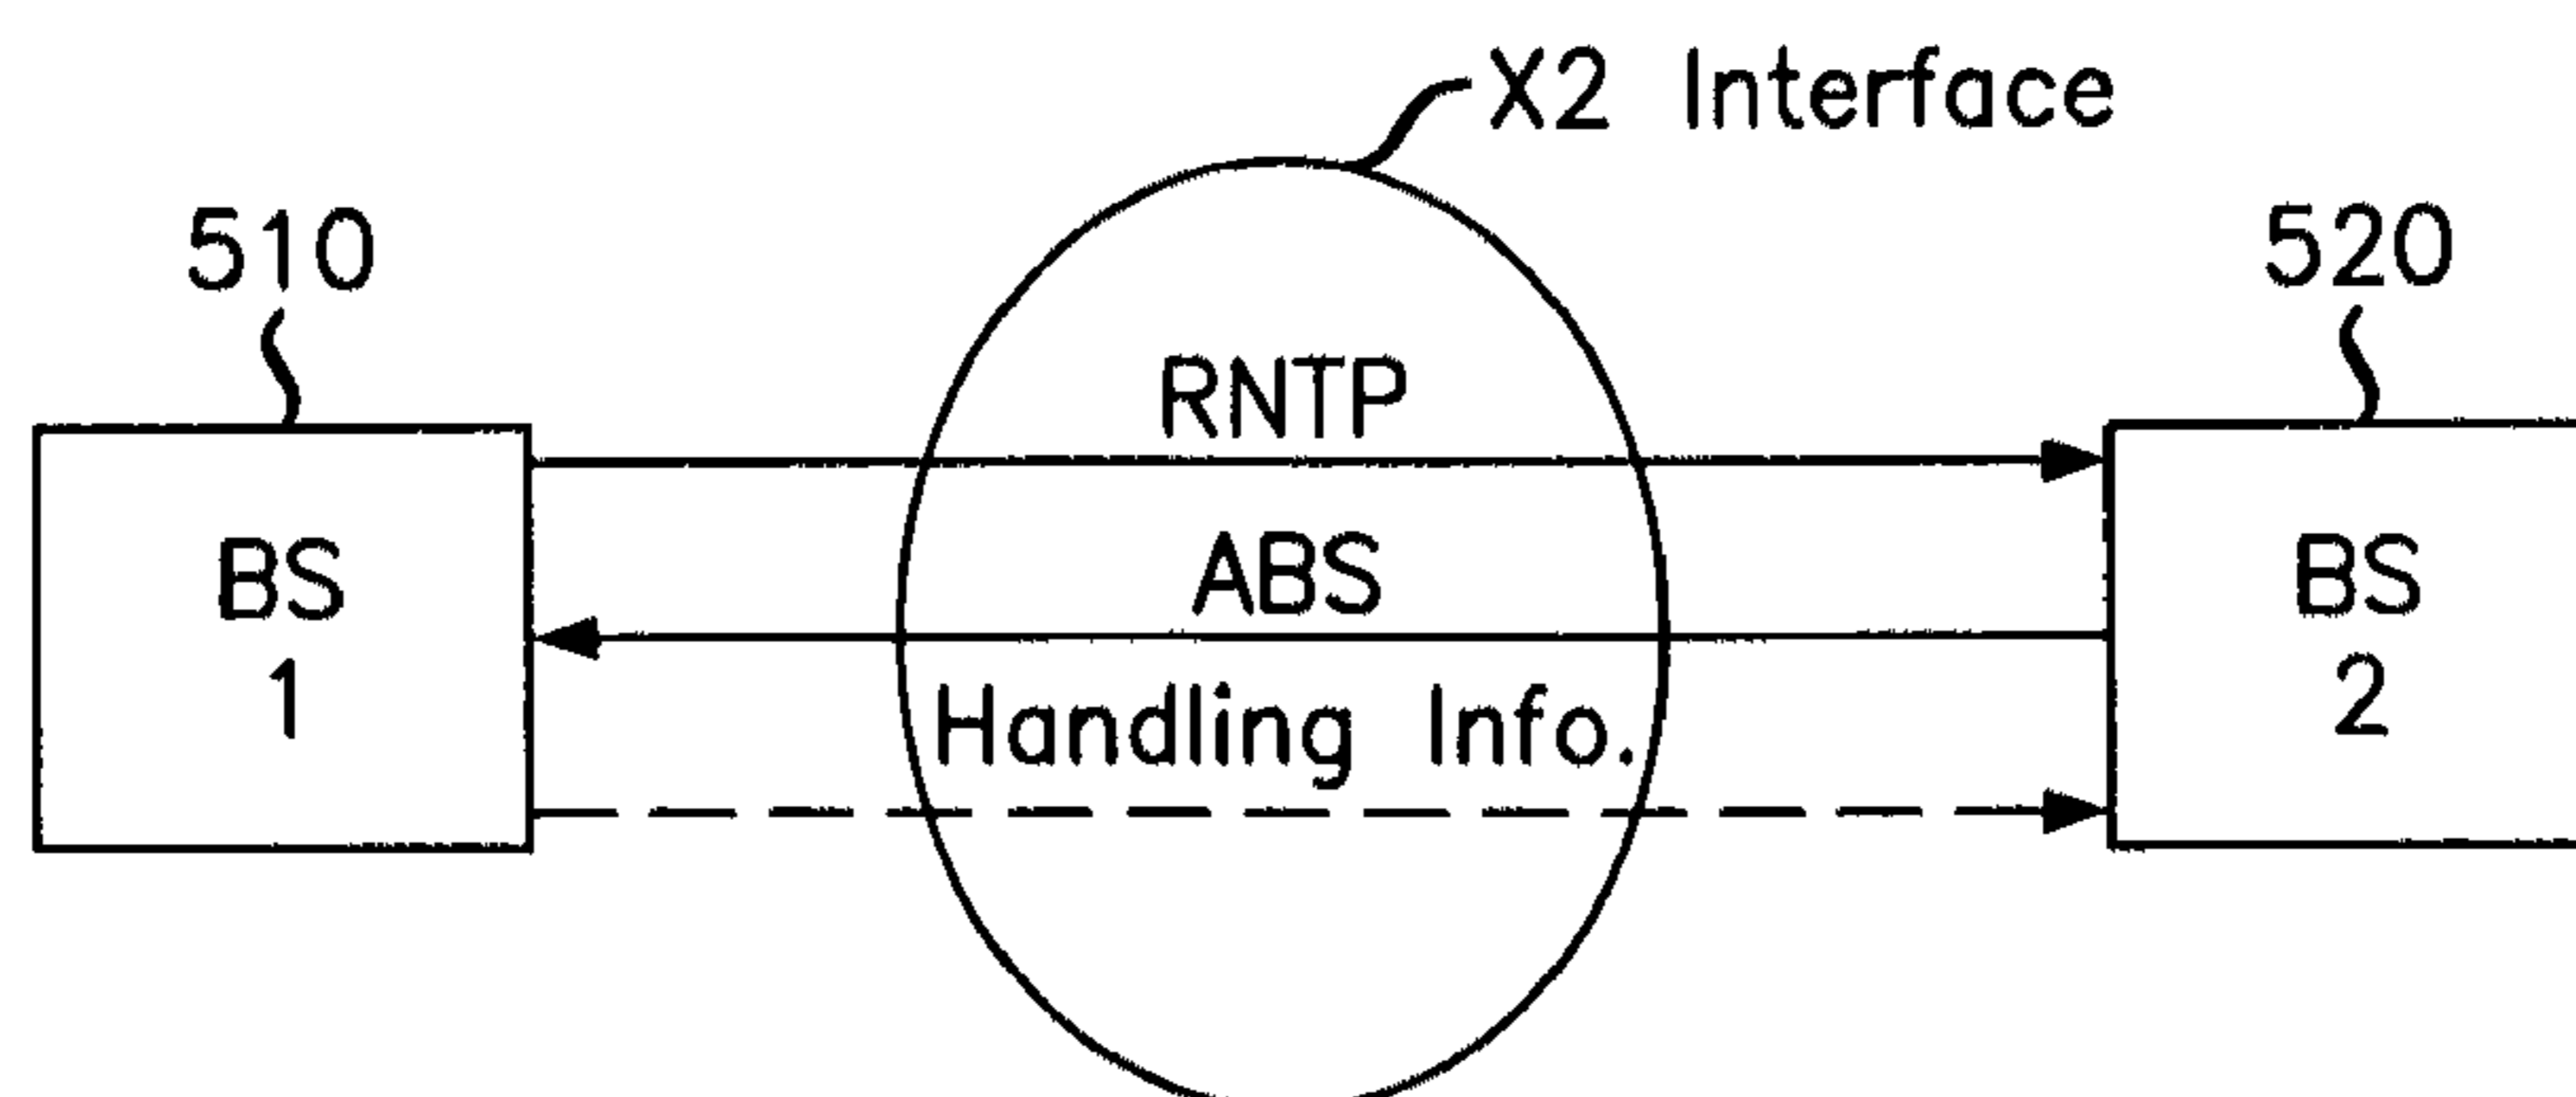 X2 Interface
510
520
RNTP
BS
1
ABS
BS
2
Handling Info.